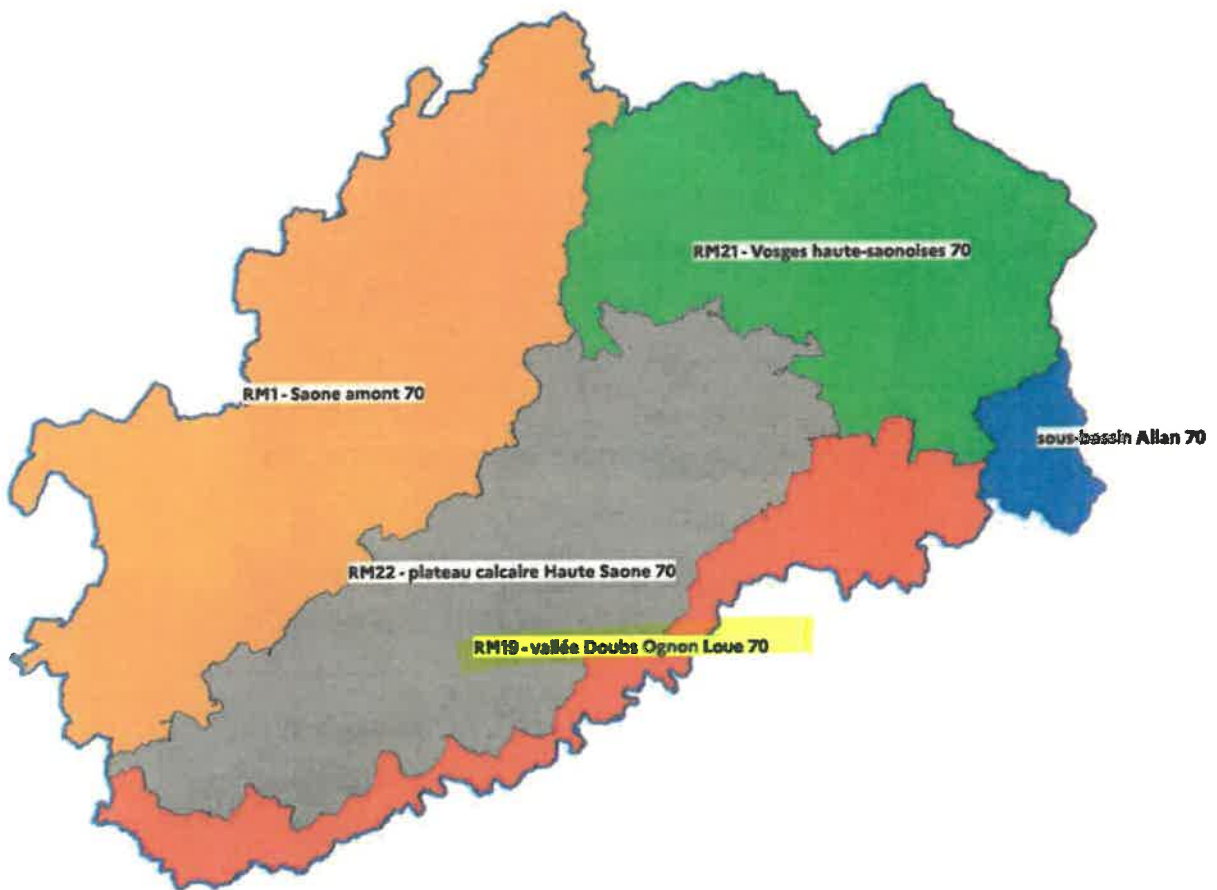 RM21 - Vosges haute-saonoises 70
RM1 - Saone amont 70
sous-bassin Allan 70
RM22 - plateau calcaire Haute Saone 70
RM19 - vallée Doubs Ognon Loue 70